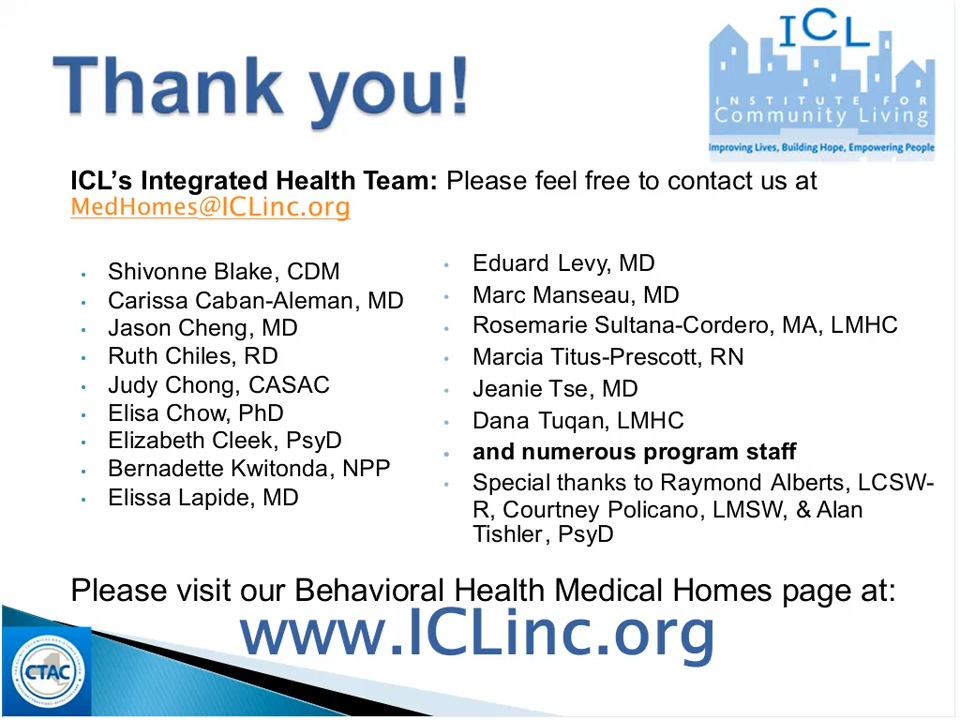 Thank you!
ICL
INSTITUTE FOR
Community Living
Improving Lives, Building Hope, Empowering People
ICL’s Integrated Health Team: Please feel free to contact us at
MedHomes@ICLinc.org
• Shivonne Blake, CDM
• Carissa Caban-Aleman, MD
• Jason Cheng, MD
• Ruth Chiles, RD
• Judy Chong, CASAC
• Elisa Chow, PhD
• Elizabeth Cleek, PsyD
• Bernadette Kwitonda, NPP
• Elissa Lapide, MD
• Eduard Levy, MD
• Marc Manseau, MD
• Rosemarie Sultana-Cordero, MA, LMHC
• Marcia Titus-Prescott, RN
• Jeanie Tse, MD
• Dana Tuqan, LMHC
• and numerous program staff
• Special thanks to Raymond Alberts, LCSW-
R, Courtney Policano, LMSW, & Alan
Tishler, PsyD
Please visit our Behavioral Health Medical Homes page at:
www.ICLinc.org
CTAC